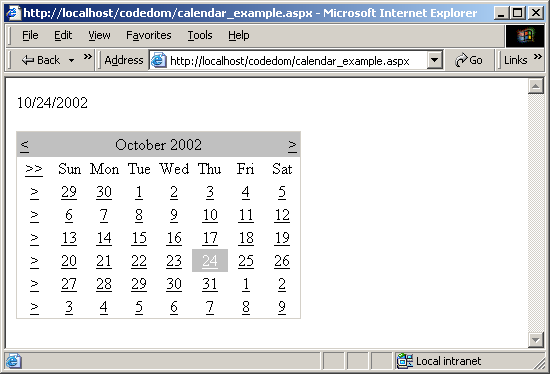 http://localhost/codedom/calendar_example.aspx - Microsoft Internet Explorer
File Edit View Favorites Tools Help
Back » Address http://localhost/codedom/calendar_example.aspx Go Links »
10/24/2002
< October 2002 >
>> Sun Mon Tue Wed Thu Fri Sat
> 29 30 1 2 3 4 5
> 6 7 8 9 10 11 12
> 13 14 15 16 17 18 19
> 20 21 22 23 24 25 26
> 27 28 29 30 31 1 2
> 3 4 5 6 7 8 9
Local intranet